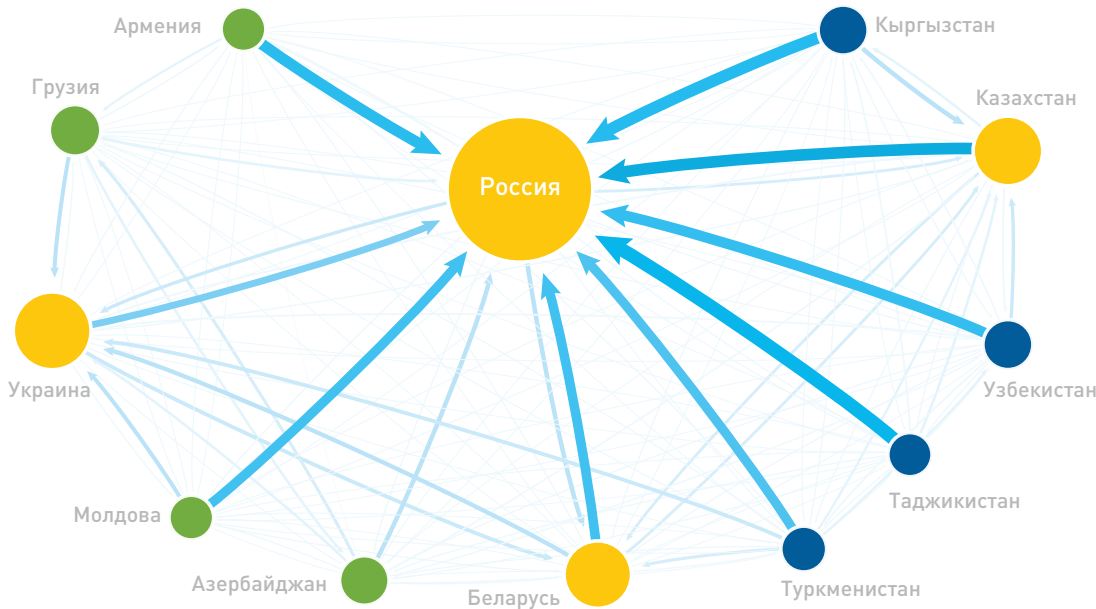 Армения
Кыргызстан
Грузия
Казахстан
Россия
Украина
Узбекистан
Таджикистан
Молдова
Азербайджан
Беларусь
Туркменистан